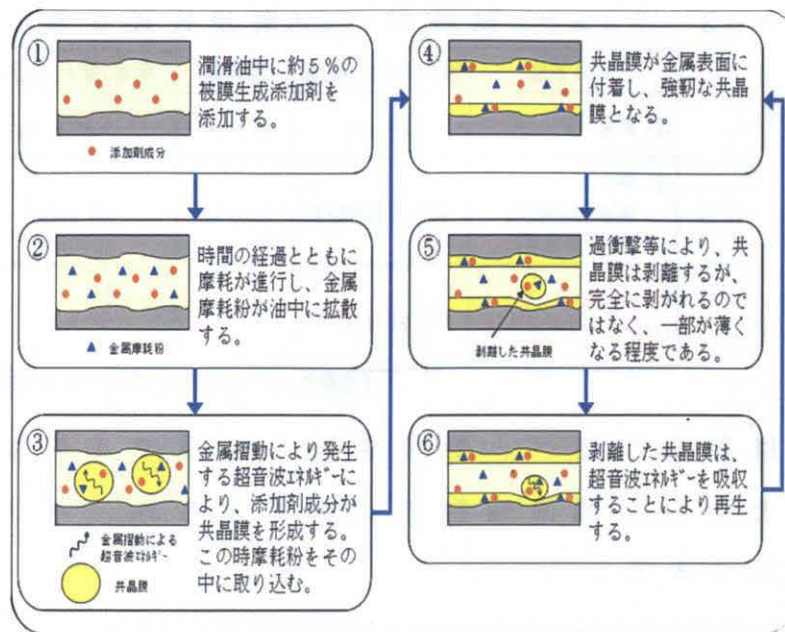 ①
潤滑油中に約5%の
被膜生成添加剤を
添加する。
添加剤成分
②
時間の経過とともに
摩耗が進行し、金属
摩耗粉が油中に拡散
する。
金属摩耗粉
③
金属摺動により発生
する超音波ｴﾈﾙｷﾞｰに
より、添加剤成分が
共晶膜を形成する。
この時摩耗粉をその
中に取り込む。
金属摺動による
超音波ｴﾈﾙｷﾞｰ
共晶膜
④
共晶膜が金属表面に
付着し、強靭な共晶
膜となる。
⑤
過衝撃等により、共
晶膜は剥離するが、
完全に剥がれるので
はなく、一部が薄く
なる程度である。
剥離した共晶膜
⑥
剥離した共晶膜は、
超音波ｴﾈﾙｷﾞｰを吸収
することにより再生
する。